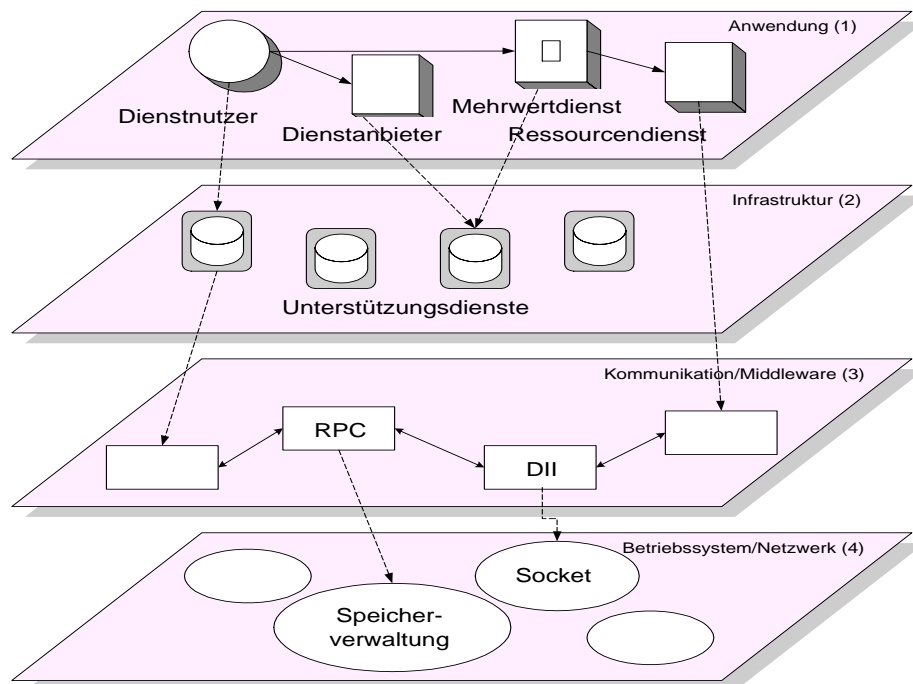 Anwendung (1)
Dienstnutzer
Dienstanbieter
Mehrwertdienst
Ressourcendienst
Infrastruktur (2)
Unterstützungsdienste
Kommunikation/Middleware (3)
RPC
DII
Betriebssystem/Netzwerk (4)
Socket
Speicher-
verwaltung